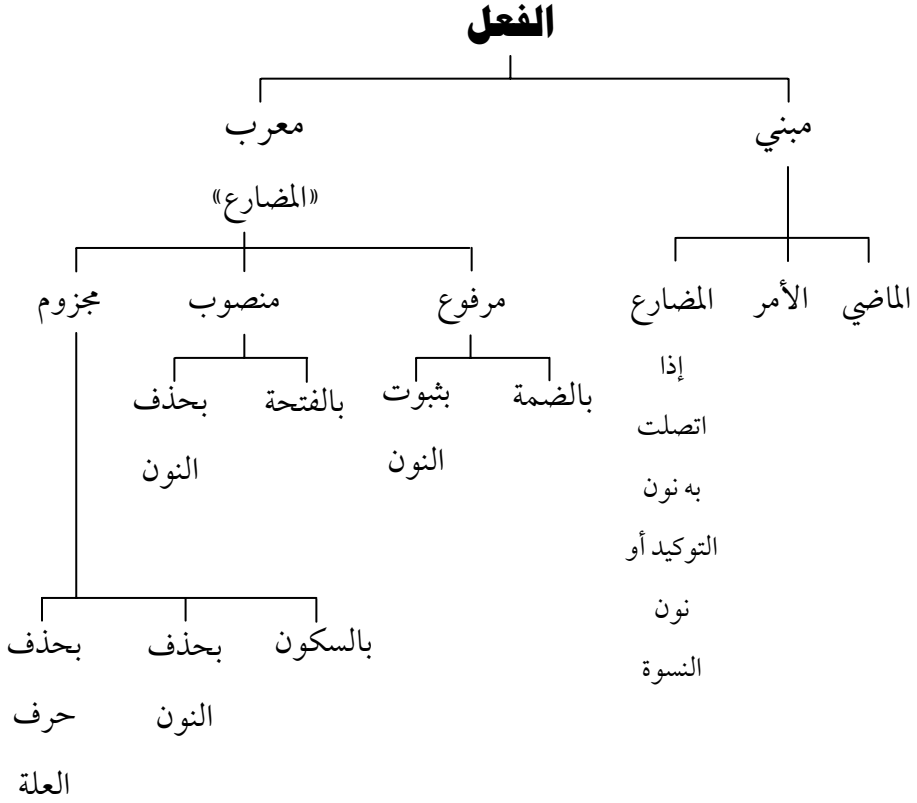 الفعل
مبني
معرب
«المضارع»
الماضي
الأمر
المضارع
إذا
اتصلت
به نون
التوكيد أو
نون
النسوة
مرفوع
منصوب
مجزوم
بالضمة
بثبوت
النون
بالفتحة
بحذف
النون
بالسكون
بحذف
النون
بحذف
حرف
العلة